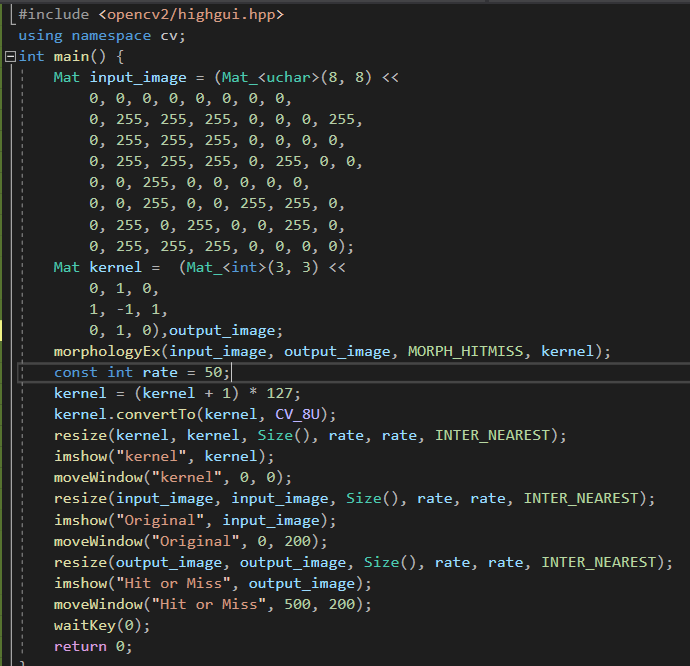 #include <opencv2/highgui.hpp>
using namespace cv;
int main() {
Mat input_image = (Mat_<uchar>(8, 8) <<
0, 0, 0, 0, 0, 0, 0, 0,
0, 255, 255, 255, 0, 0, 0, 255,
0, 255, 255, 255, 0, 0, 0, 0,
0, 255, 255, 255, 0, 255, 0, 0,
0, 0, 255, 0, 0, 0, 0, 0,
0, 0, 255, 0, 0, 255, 255, 0,
0, 255, 0, 255, 0, 0, 255, 0,
0, 255, 255, 255, 0, 0, 0, 0);
Mat kernel =  (Mat_<int>(3, 3) <<
0, 1, 0,
1, -1, 1,
0, 1, 0),output_image;
morphologyEx(input_image, output_image, MORPH_HITMISS, kernel);
const int rate = 50;
kernel = (kernel + 1) * 127;
kernel.convertTo(kernel, CV_8U);
resize(kernel, kernel, Size(), rate, rate, INTER_NEAREST);
imshow("kernel", kernel);
moveWindow("kernel", 0, 0);
resize(input_image, input_image, Size(), rate, rate, INTER_NEAREST);
imshow("Original", input_image);
moveWindow("Original", 0, 200);
resize(output_image, output_image, Size(), rate, rate, INTER_NEAREST);
imshow("Hit or Miss", output_image);
moveWindow("Hit or Miss", 500, 200);
waitKey(0);
return 0;
}